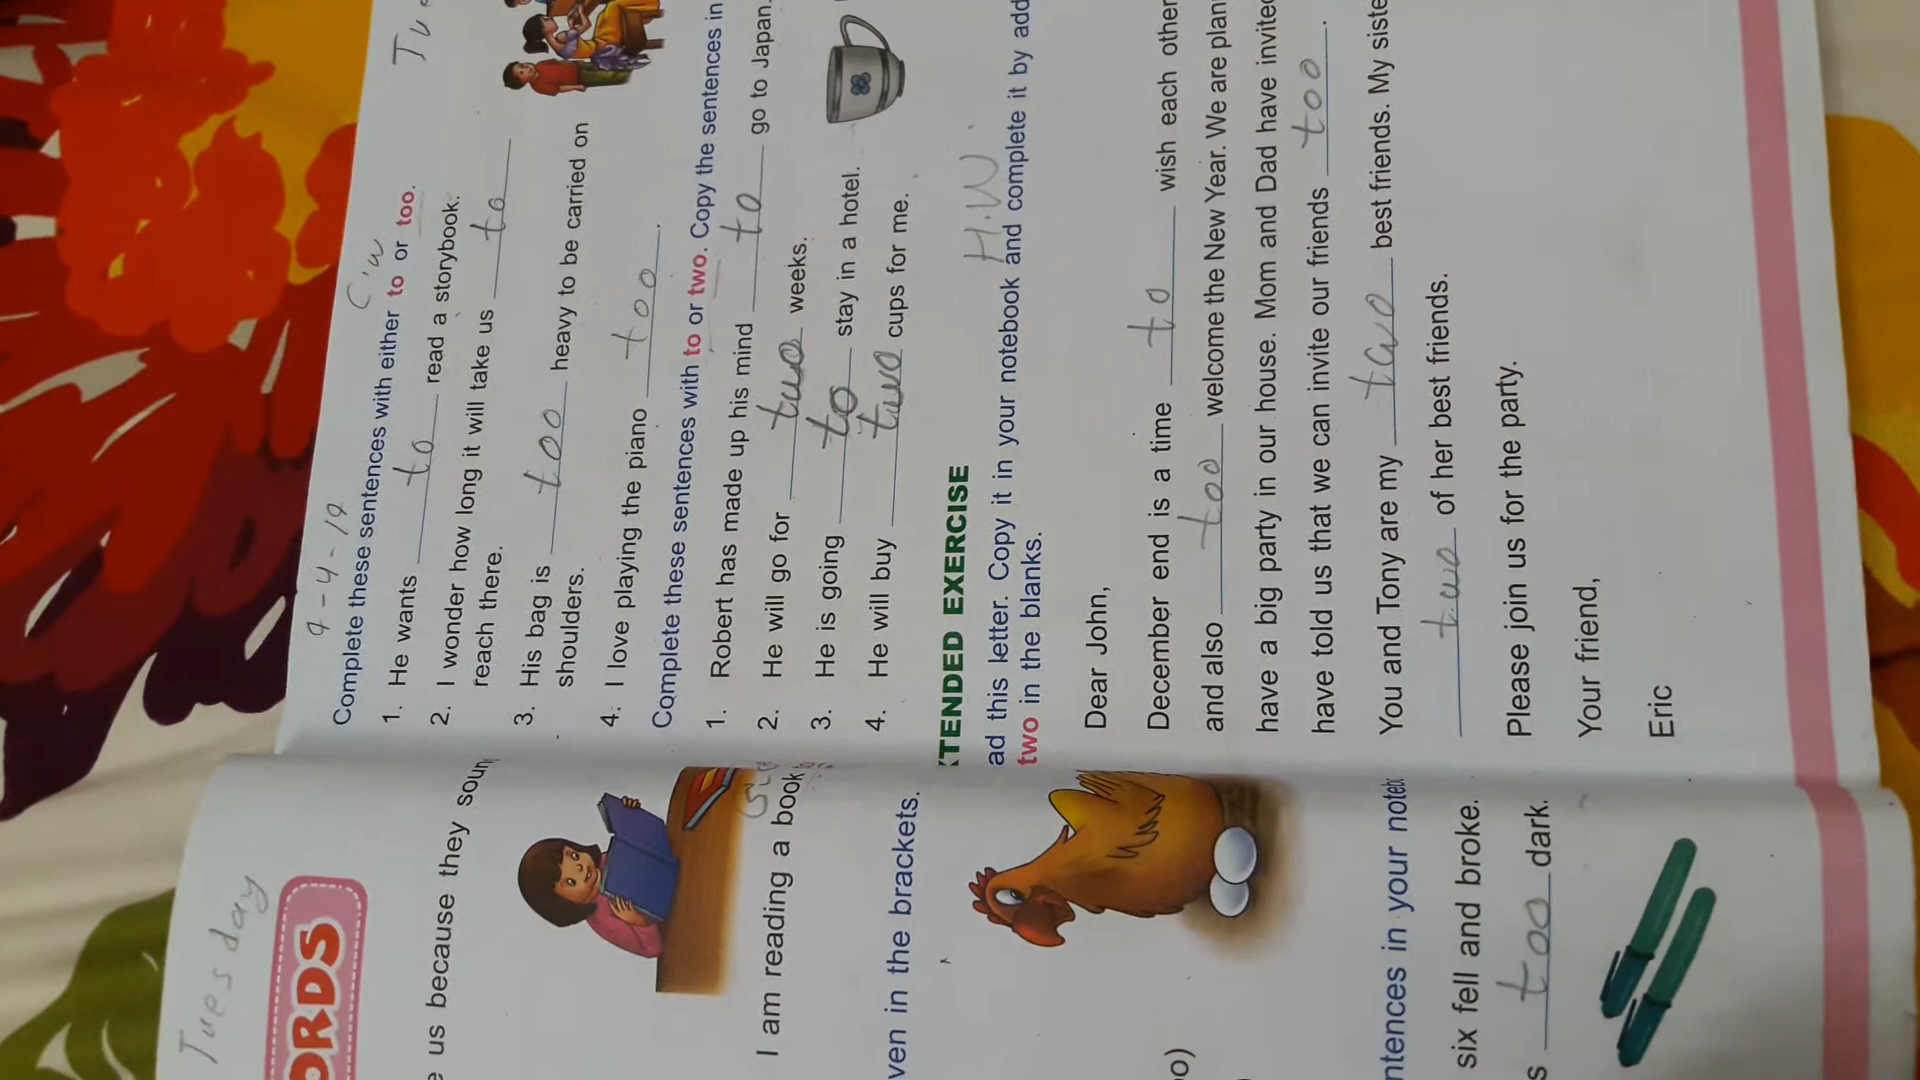 Tuesday
ORDS
e us because they soun
I am reading a book
ven in the brackets.
ntences in your noteb
six fell and broke.
s too dark.
9-4-19
C'w
Complete these sentences with either to or too.
1. He wants to read a storybook.
2. I wonder how long it will take us to
reach there.
3. His bag is too heavy to be carried on
shoulders.
4. I love playing the piano too.
Complete these sentences with to or two. Copy the sentences in
1. Robert has made up his mind to go to Japan.
2. He will go for two weeks.
3. He is going to stay in a hotel.
4. He will buy two cups for me.
TENDED EXERCISE
H.W.
ad this letter. Copy it in your notebook and complete it by add
two in the blanks.
Dear John,
December end is a time to wish each other
and also too welcome the New Year. We are plan
have a big party in our house. Mom and Dad have invited
have told us that we can invite our friends too.
You and Tony are my two best friends. My siste
two of her best friends.
Please join us for the party.
Your friend,
Eric